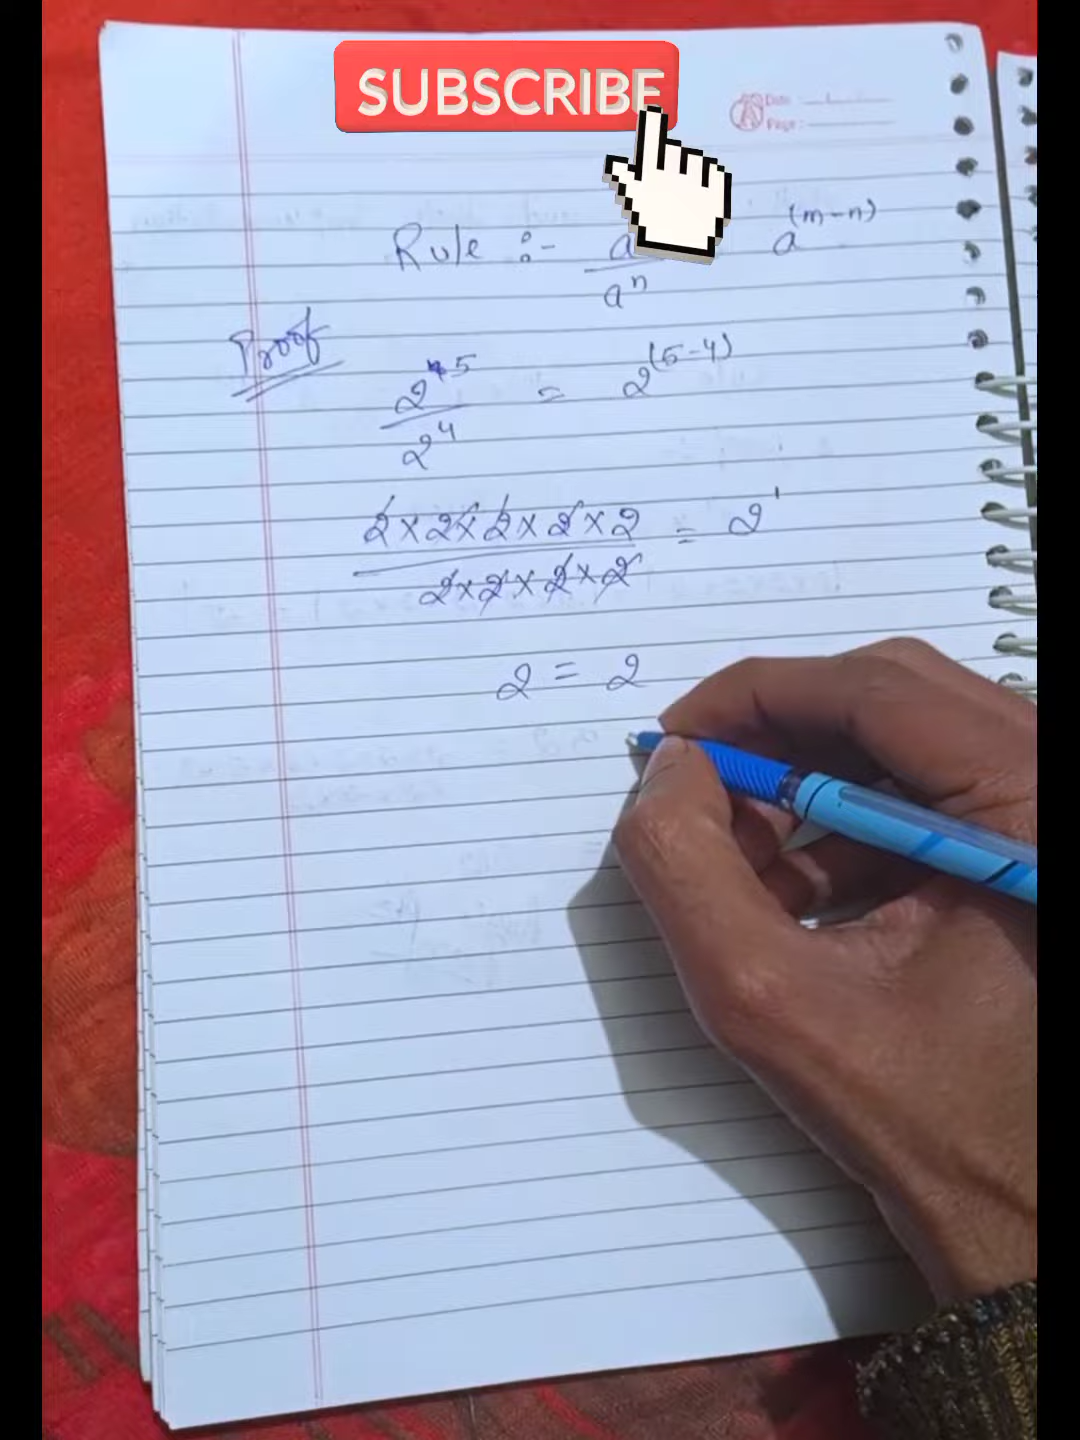 SUBSCRIBE
Date :
Page :
Rule :- a/a^n a^(m-n)
Proof
2^5/2^4 = 2^(5-4)
2×2×2×2×2/2×2×2×2 = 2^1
2 = 2